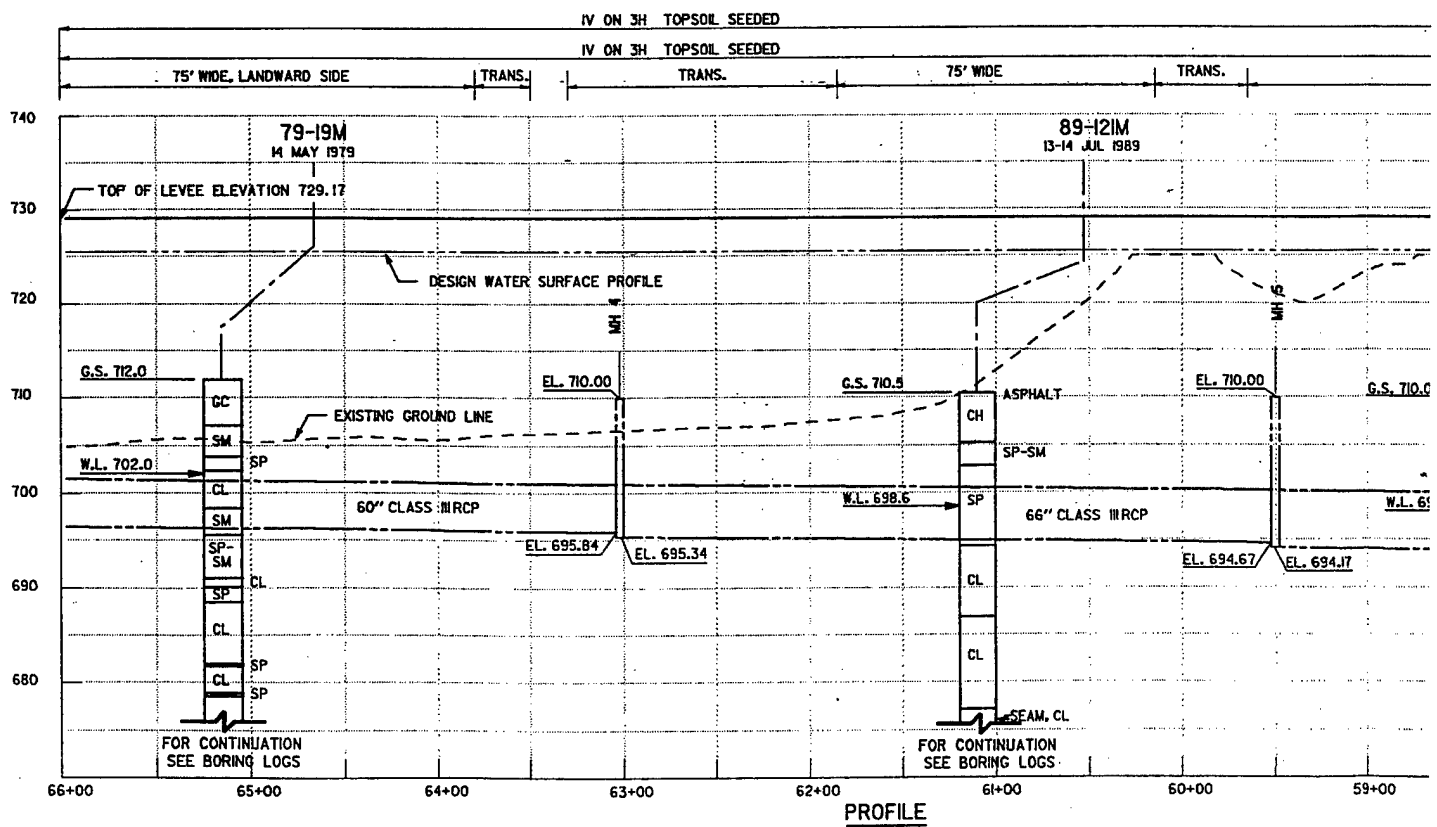 IV ON 3H TOPSOIL SEEDED
IV ON 3H TOPSOIL SEEDED
75' WIDE, LANDWARD SIDE
TRANS.
TRANS.
75' WIDE
TRANS.
740
730
720
710
700
690
680
79-19M
14 MAY 1979
89-121M
13-14 JUL 1989
TOP OF LEVEE ELEVATION 729.17
DESIGN WATER SURFACE PROFILE
MH 4
MH 5
G.S. 712.0
EL. 710.00
G.S. 710.5
ASPHALT
EL. 710.00
G.S. 710.0
GC
CH
EXISTING GROUND LINE
SM
SP-SM
SP
W.L. 702.0
CL
60" CLASS III RCP
W.L. 698.6
SP
66" CLASS III RCP
W.L. 69
SM
EL. 695.84
EL. 695.34
EL. 694.67
EL. 694.17
SP-
SM
CL
CL
SP
CL
CL
SP
CL
SP
SEAM, CL
FOR CONTINUATION
SEE BORING LOGS
FOR CONTINUATION
SEE BORING LOGS
66+00
65+00
64+00
63+00
62+00
61+00
60+00
59+00
PROFILE